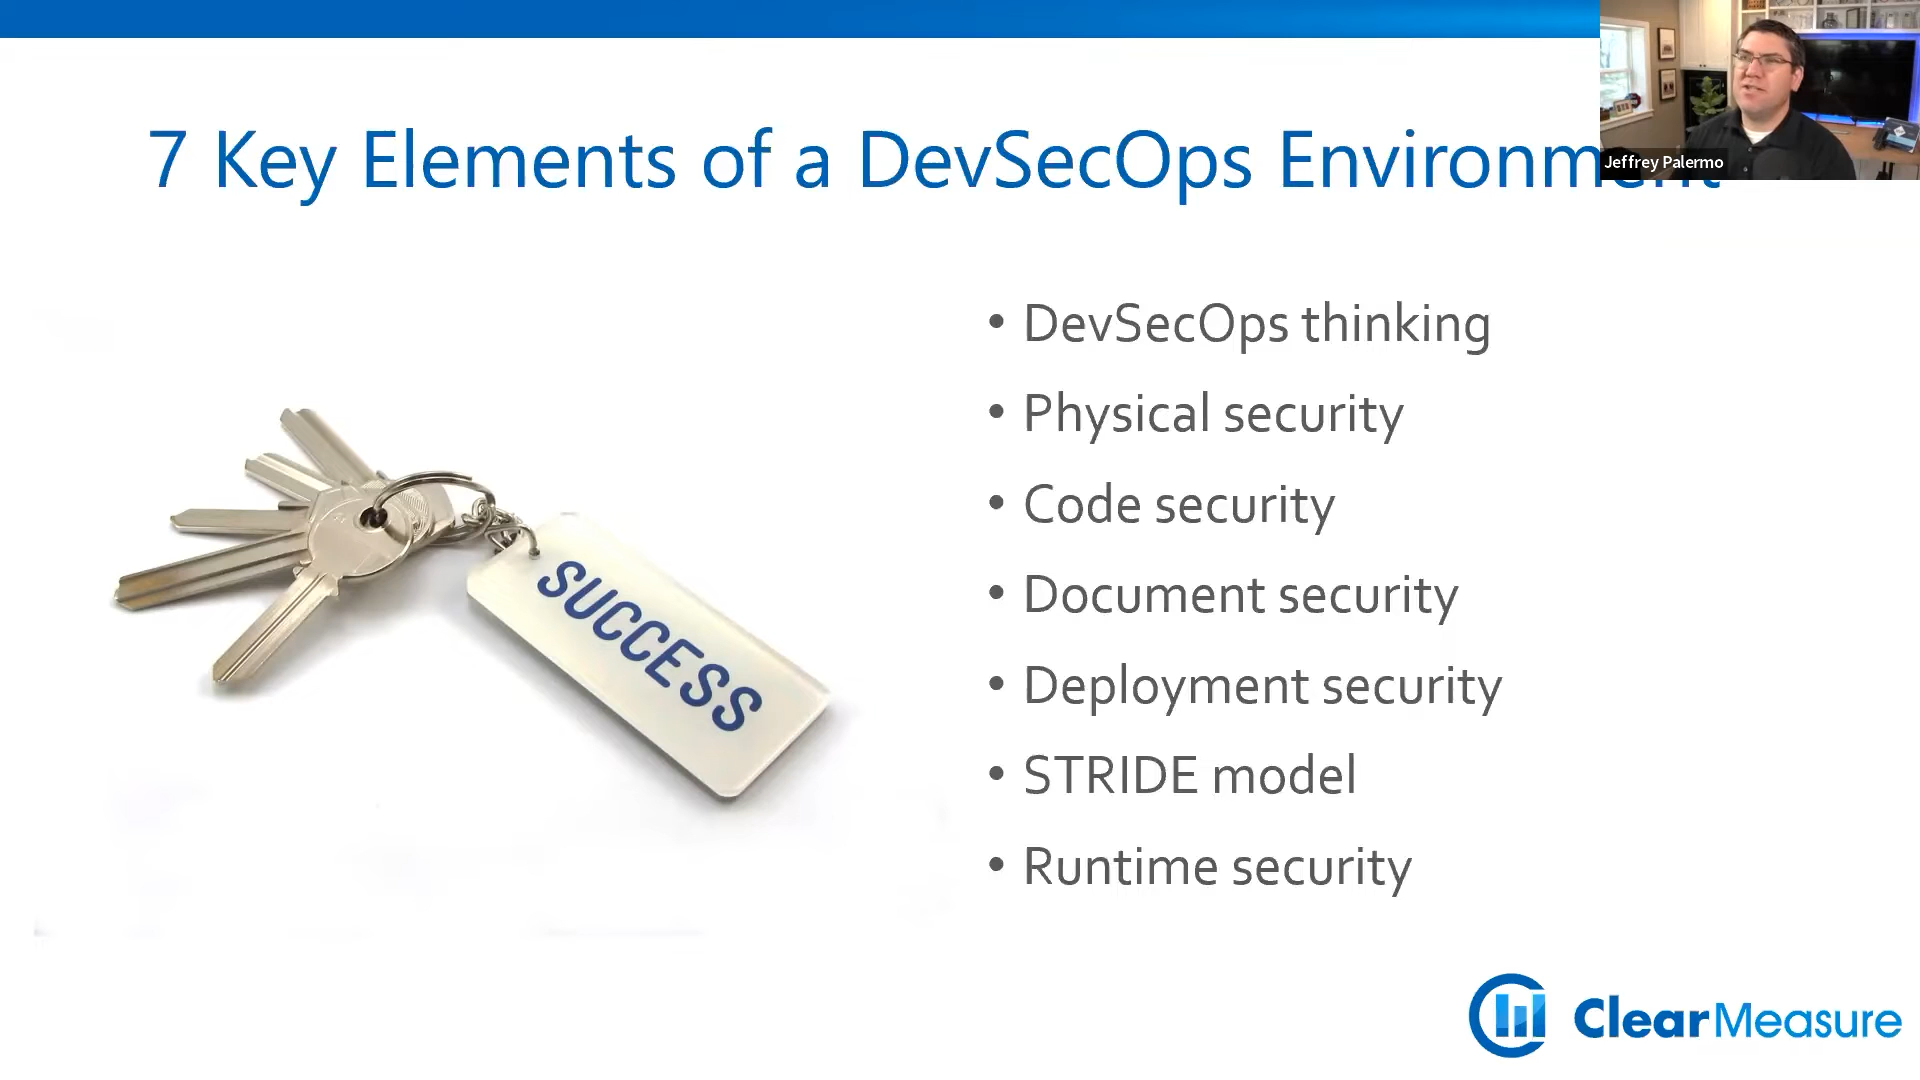 7 Key Elements of a DevSecOps Environment
Jeffrey Palermo
• DevSecOps thinking
• Physical security
• Code security
• Document security
• Deployment security
• STRIDE model
• Runtime security
SUCCESS
ClearMeasure